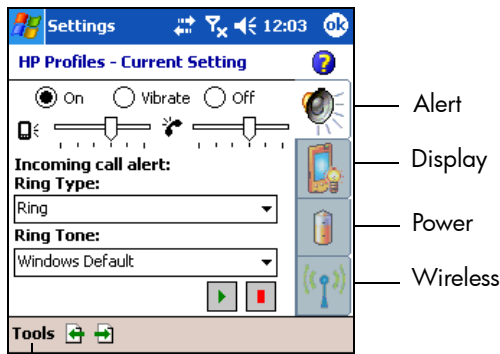 Settings 12:03 ok
HP Profiles - Current Setting ?
On Vibrate Off
Alert
Incoming call alert:
Ring Type:
Display
Ring
Ring Tone:
Power
Windows Default
Wireless
Tools